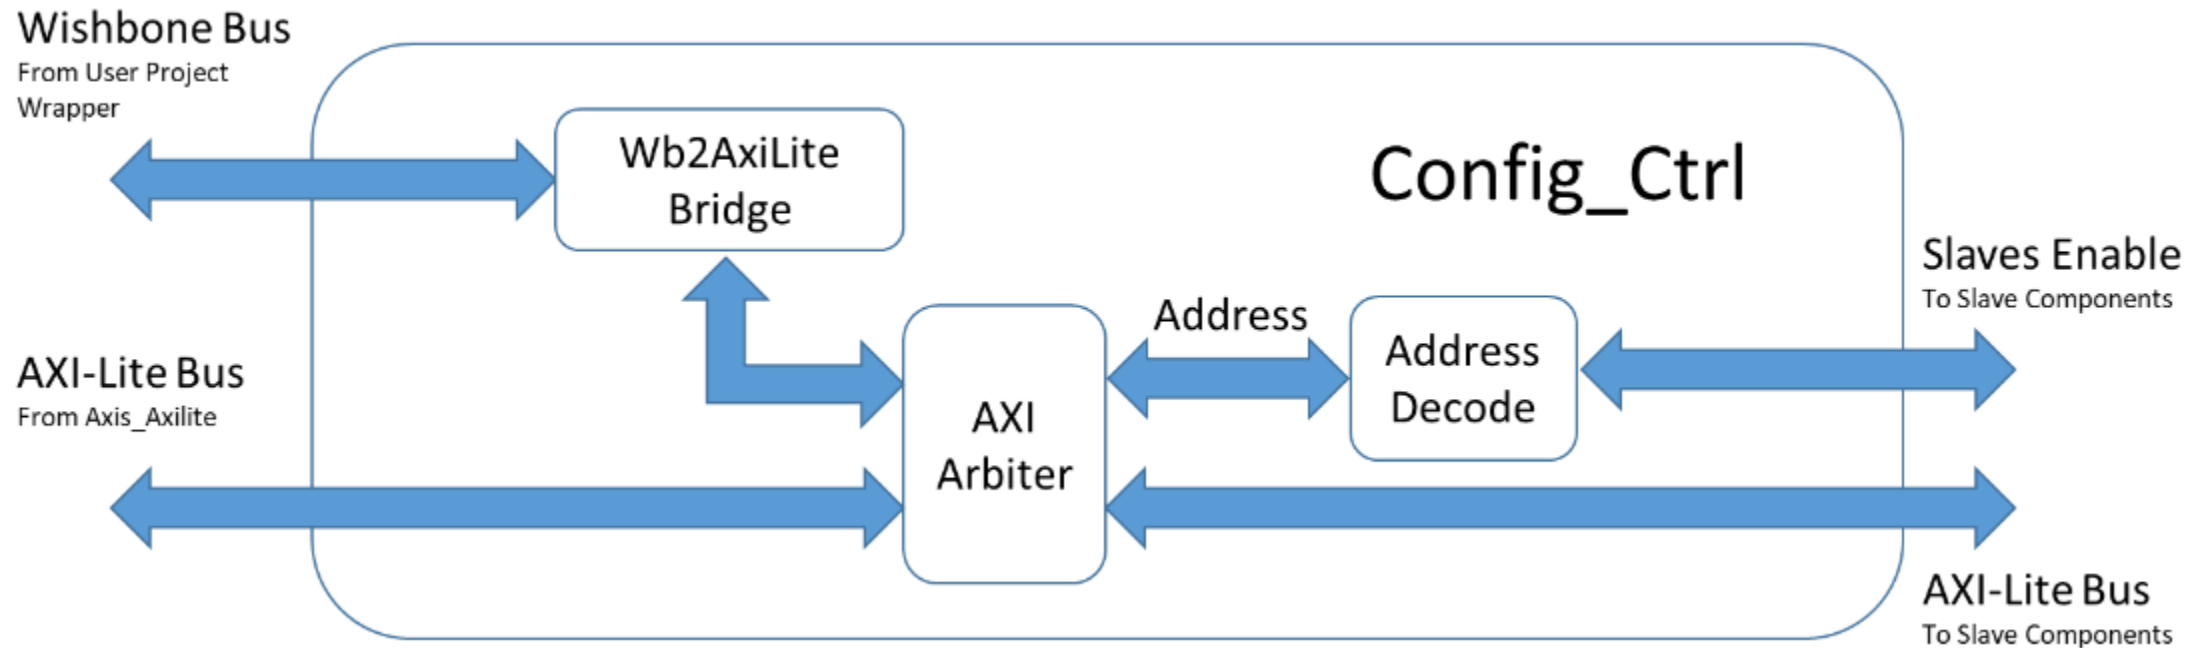 Wishbone Bus
From User Project
Wrapper
Wb2AxiLite
Bridge
Config_Ctrl
Slaves Enable
To Slave Components
Address
Address
Decode
AXI-Lite Bus
From Axis_Axilite
AXI
Arbiter
AXI-Lite Bus
To Slave Components